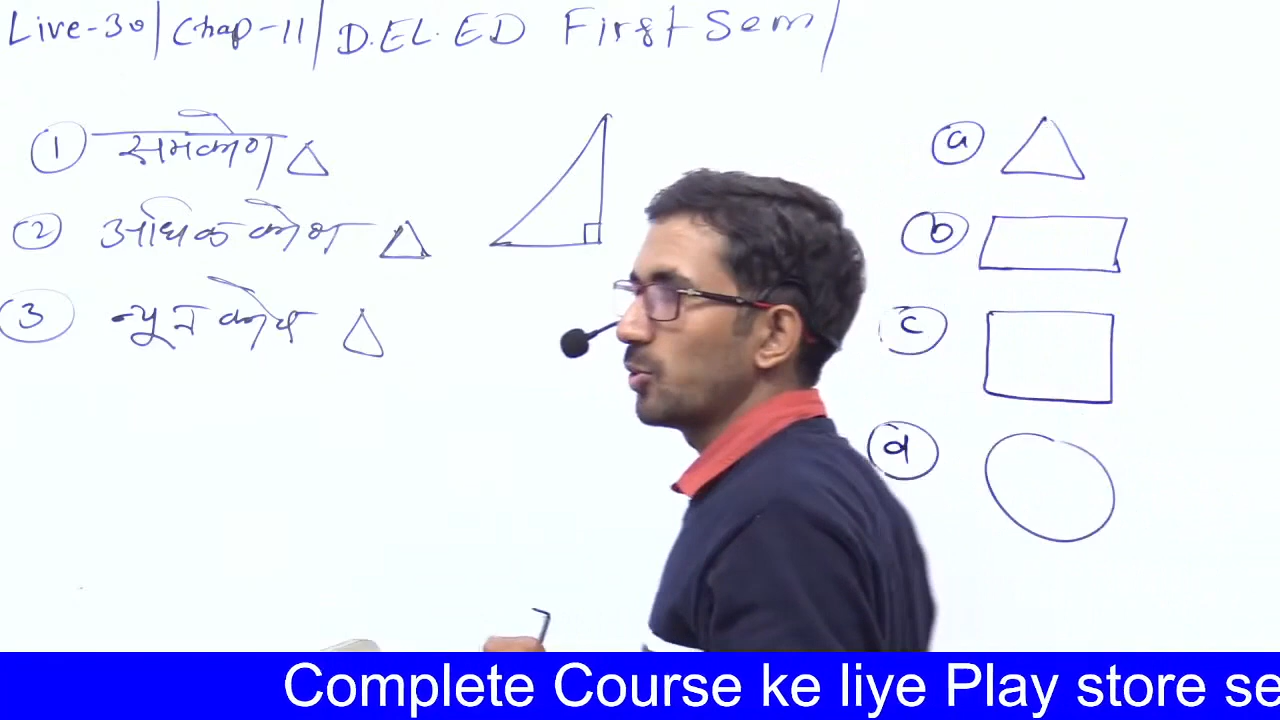 Live-30/Chap-11/D.EL.ED First Sem/
① समकोण △
② अधिक कोण △
③ न्यून कोण △
ⓐ
ⓑ
ⓒ
ⓓ
Complete Course ke liye Play store se